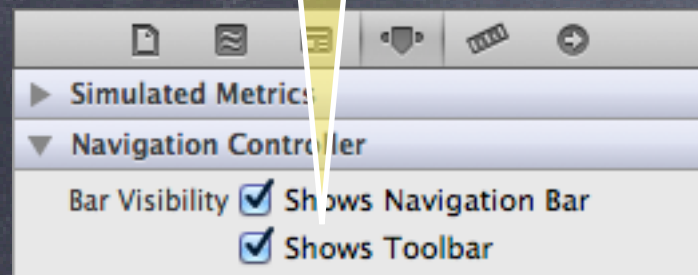 Simulated Metrics
Navigation Controller
Bar Visibility Shows Navigation Bar
Shows Toolbar